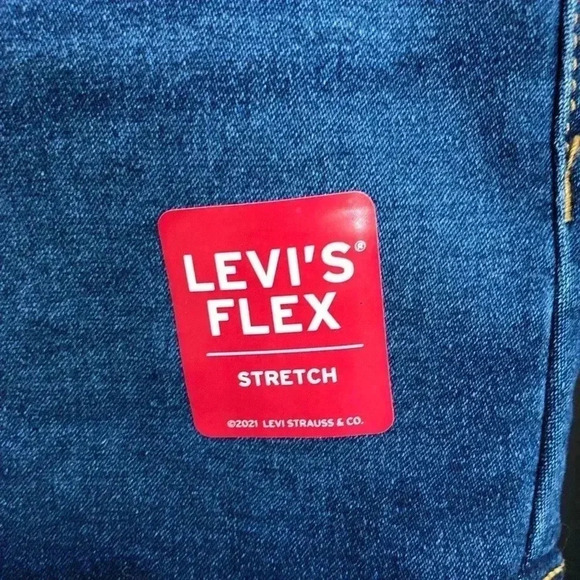 LEVI'S®
FLEX
STRETCH
©2021 LEVI STRAUSS & CO.